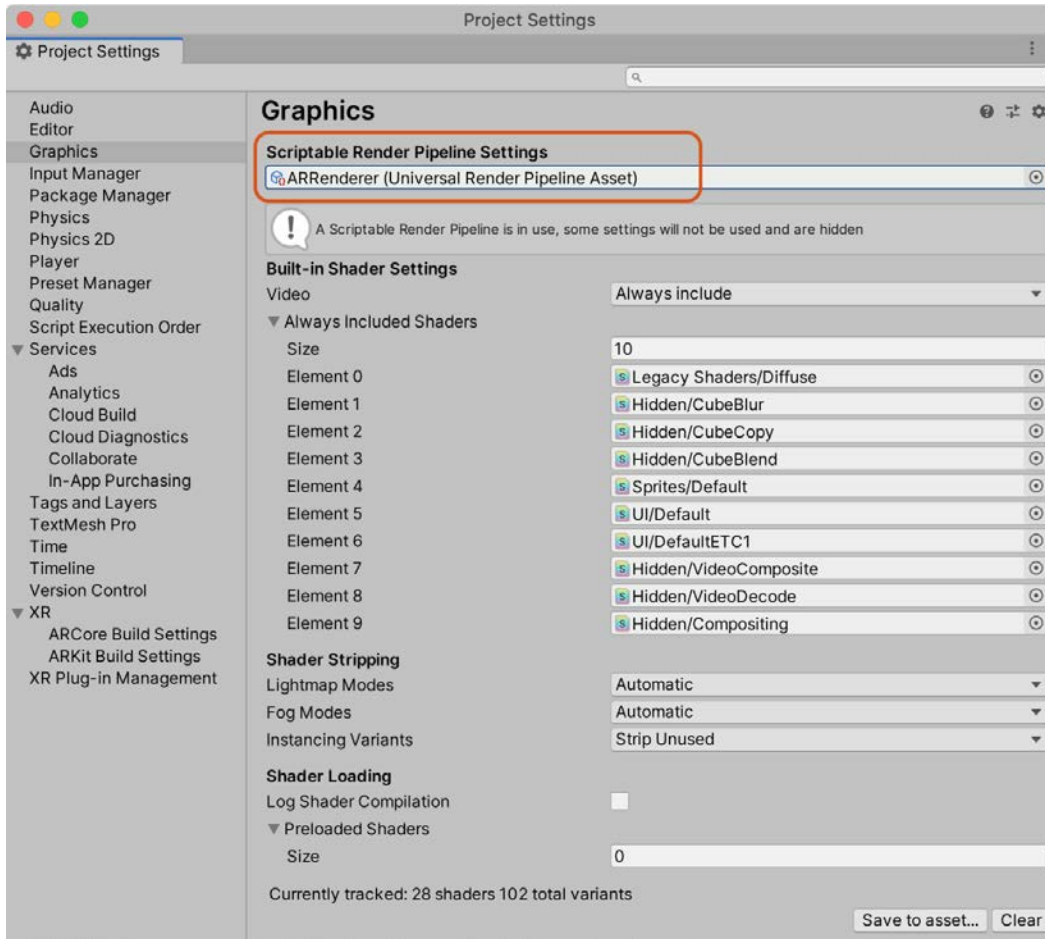 Project Settings
Project Settings
Audio
Editor
Graphics
Input Manager
Package Manager
Physics
Physics 2D
Player
Preset Manager
Quality
Script Execution Order
Services
Ads
Analytics
Cloud Build
Cloud Diagnostics
Collaborate
In-App Purchasing
Tags and Layers
TextMesh Pro
Time
Timeline
Version Control
XR
ARCore Build Settings
ARKit Build Settings
XR Plug-in Management
Graphics
Scriptable Render Pipeline Settings
ARRenderer (Universal Render Pipeline Asset)
A Scriptable Render Pipeline is in use, some settings will not be used and are hidden
Built-in Shader Settings
Video Always include
Always Included Shaders
Size 10
Element 0 Legacy Shaders/Diffuse
Element 1 Hidden/CubeBlur
Element 2 Hidden/CubeCopy
Element 3 Hidden/CubeBlend
Element 4 Sprites/Default
Element 5 UI/Default
Element 6 UI/DefaultETC1
Element 7 Hidden/VideoComposite
Element 8 Hidden/VideoDecode
Element 9 Hidden/Compositing
Shader Stripping
Lightmap Modes Automatic
Fog Modes Automatic
Instancing Variants Strip Unused
Shader Loading
Log Shader Compilation
Preloaded Shaders
Size 0
Currently tracked: 28 shaders 102 total variants
Save to asset... Clear